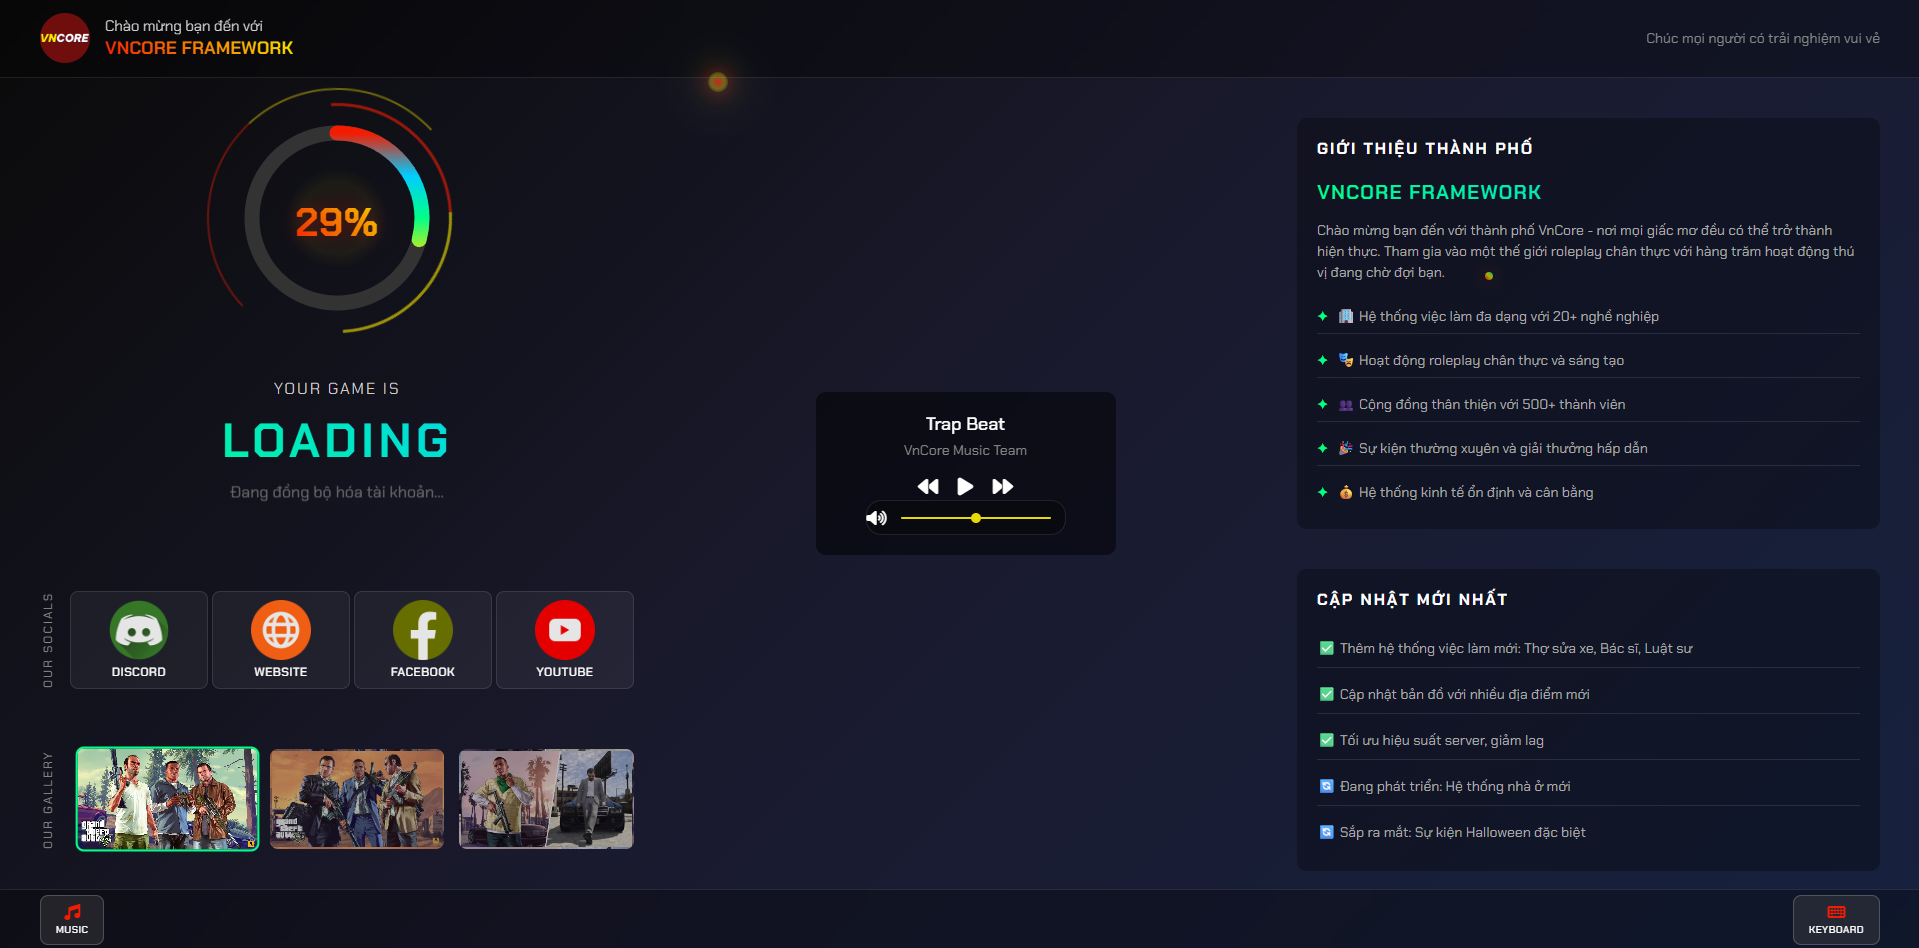 VNCORE
Chào mừng bạn đến với
VNCORE FRAMEWORK
Chúc mọi người có trải nghiệm vui vẻ
29%
YOUR GAME IS
LOADING
Đang đồng bộ hóa tài khoản...
OUR SOCIALS
DISCORD
WEBSITE
FACEBOOK
YOUTUBE
OUR GALLERY
grand
theft
auto
grand
theft
auto
Trap Beat
VnCore Music Team
GIỚI THIỆU THÀNH PHỐ
VNCORE FRAMEWORK
Chào mừng bạn đến với thành phố VnCore - nơi mọi giấc mơ đều có thể trở thành
hiện thực. Tham gia vào một thế giới roleplay chân thực với hàng trăm hoạt động thú
vị đang chờ đợi bạn.
Hệ thống việc làm đa dạng với 20+ nghề nghiệp
Hoạt động roleplay chân thực và sáng tạo
Cộng đồng thân thiện với 500+ thành viên
Sự kiện thường xuyên và giải thưởng hấp dẫn
Hệ thống kinh tế ổn định và cân bằng
CẬP NHẬT MỚI NHẤT
Thêm hệ thống việc làm mới: Thợ sửa xe, Bác sĩ, Luật sư
Cập nhật bản đồ với nhiều địa điểm mới
Tối ưu hiệu suất server, giảm lag
Đang phát triển: Hệ thống nhà ở mới
Sắp ra mắt: Sự kiện Halloween đặc biệt
MUSIC
KEYBOARD